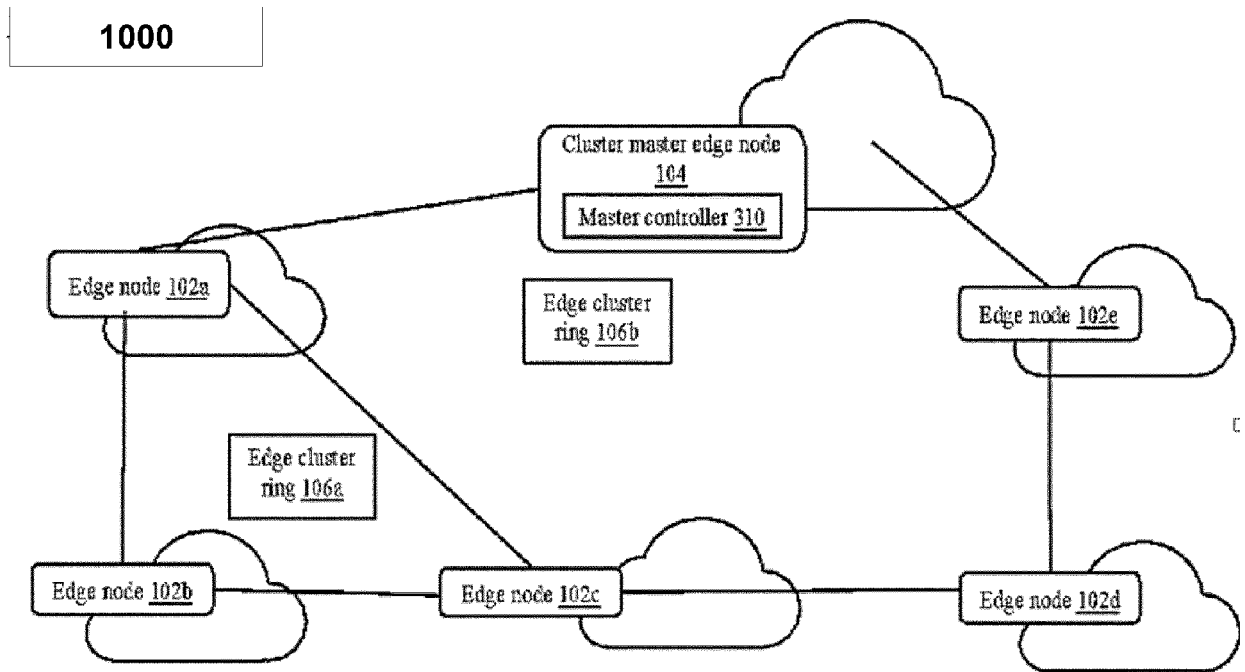 1000
Cluster master edge node
104
Master controller 310
Edge node 102a
Edge cluster
ring 106b
Edge node 102e
Edge cluster
ring 106a
Edge node 102b
Edge node 102c
Edge node 102d